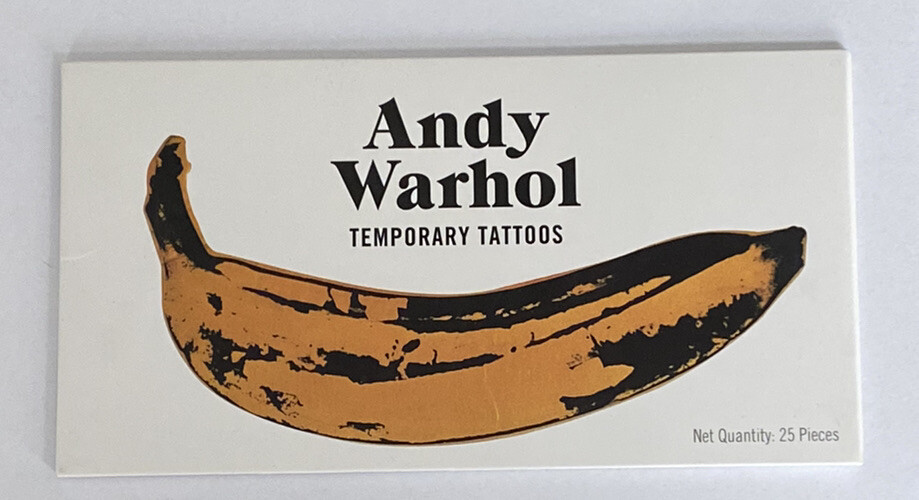 Andy
Warhol
TEMPORARY TATTOOS
Net Quantity: 25 Pieces